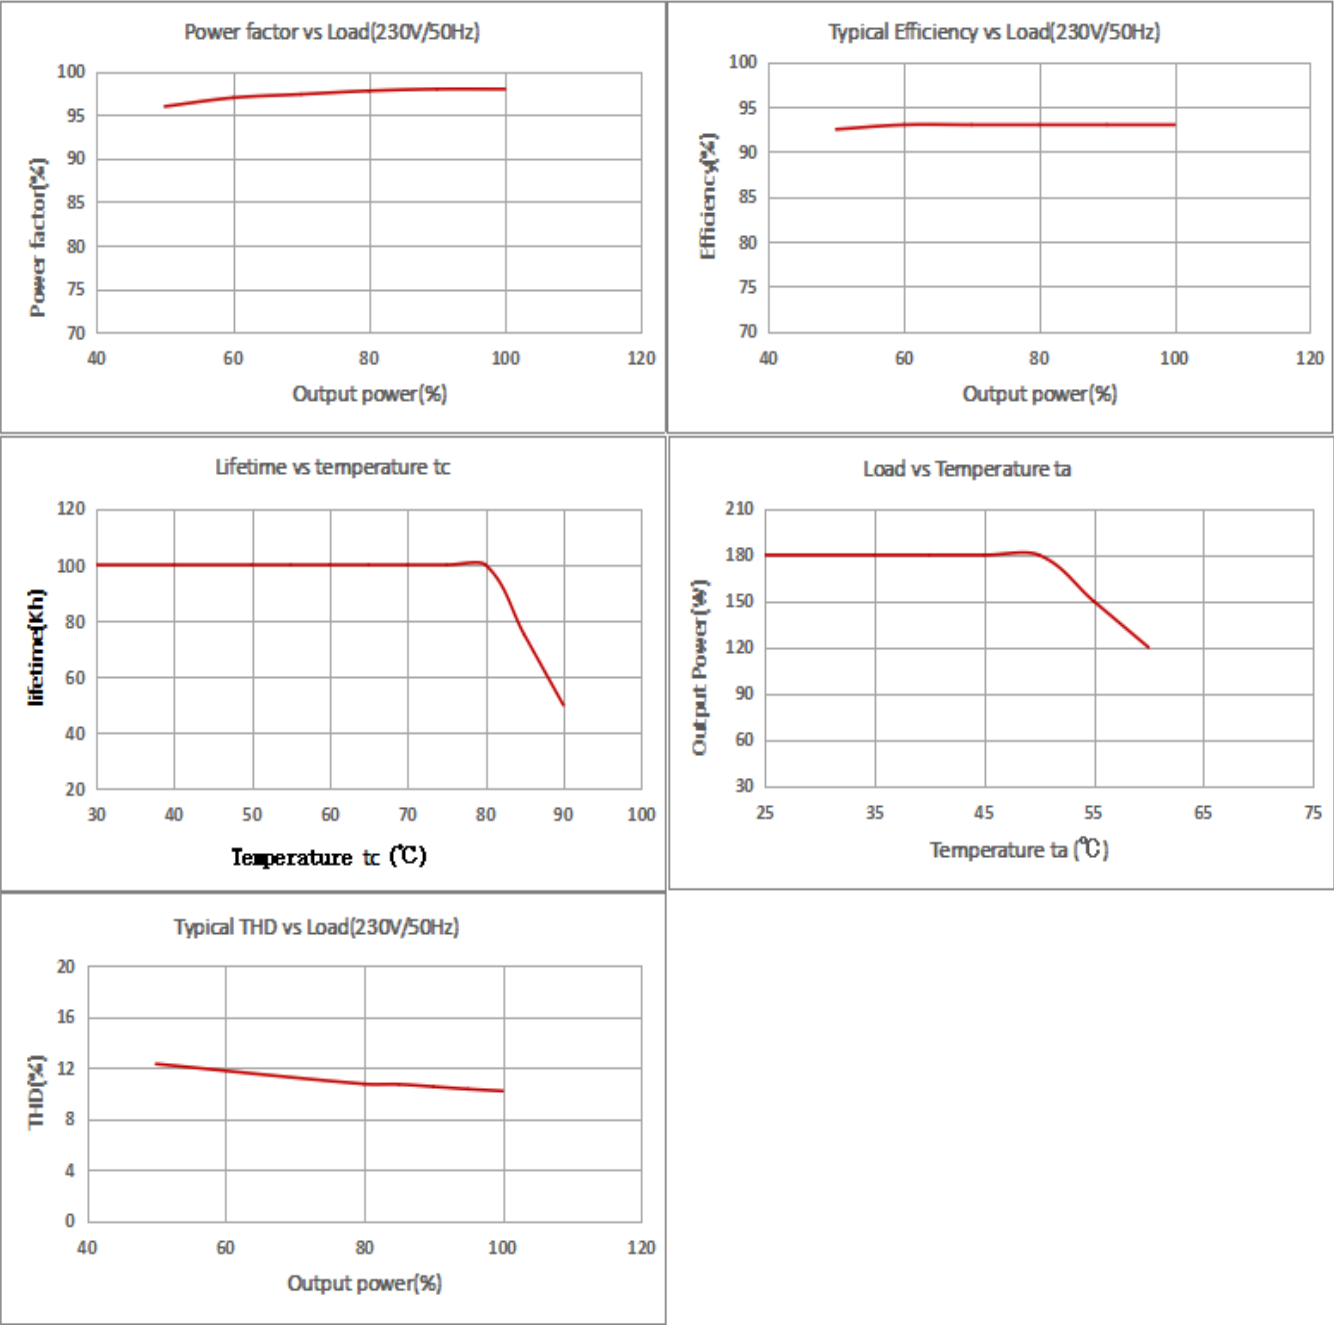 Power factor vs Load(230V/50Hz)
100
95
90
85
80
75
70
40 60 80 100 120
Power factor(%)
Output power(%)
Typical Efficiency vs Load(230V/50Hz)
100
95
90
85
80
75
70
40 60 80 100 120
Efficiency(%)
Output power(%)
Lifetime vs temperature tc
120
100
80
60
40
20
30 40 50 60 70 80 90 100
lifetime(Kh)
Temperature tc (℃)
Load vs Temperature ta
210
180
150
120
90
60
30
25 35 45 55 65 75
Output Power(W)
Temperature ta (℃)
Typical THD vs Load(230V/50Hz)
20
16
12
8
4
0
40 60 80 100 120
THD(%)
Output power(%)